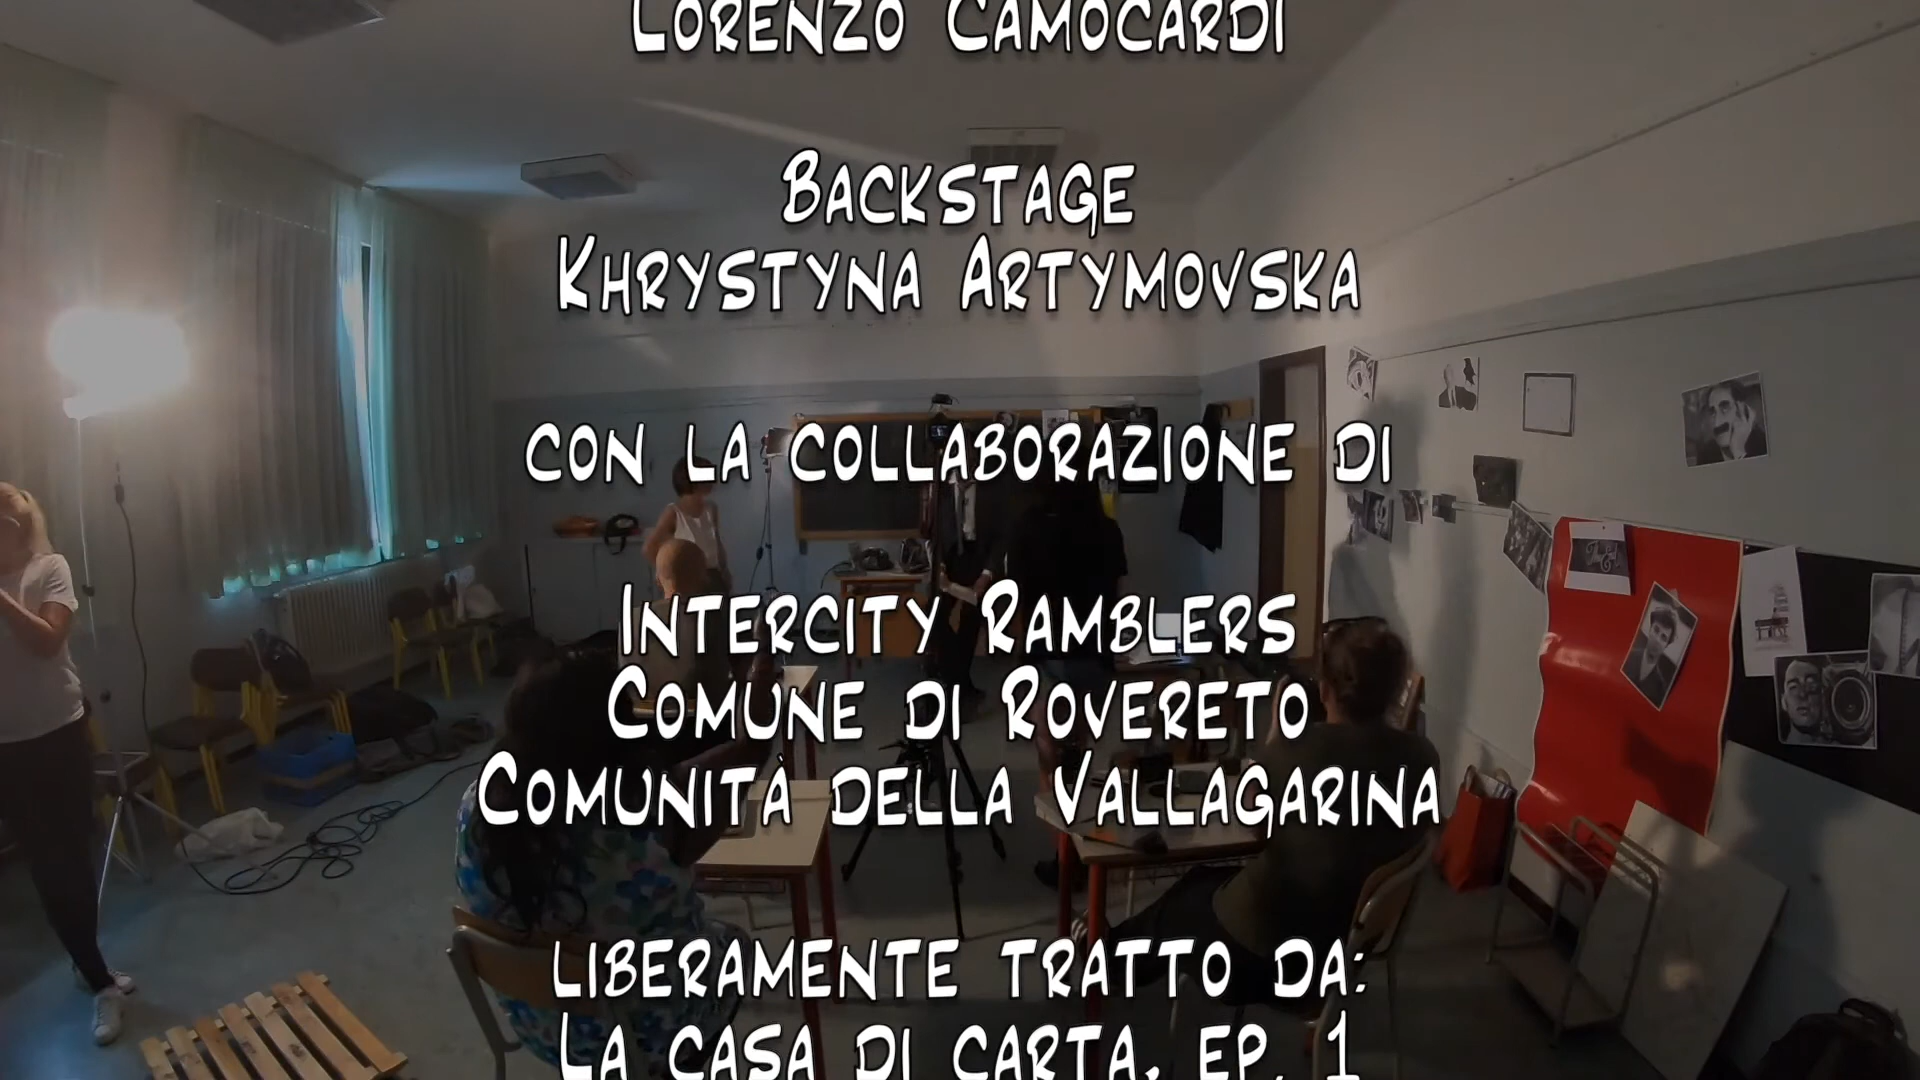 Lorenzo Camocardi
Backstage
Khrystyna Artymovska
con la collaborazione di
Intercity Ramblers
Comune di Rovereto
Comunità della Vallagarina
liberamente tratto da:
La casa di carta, ep. 1